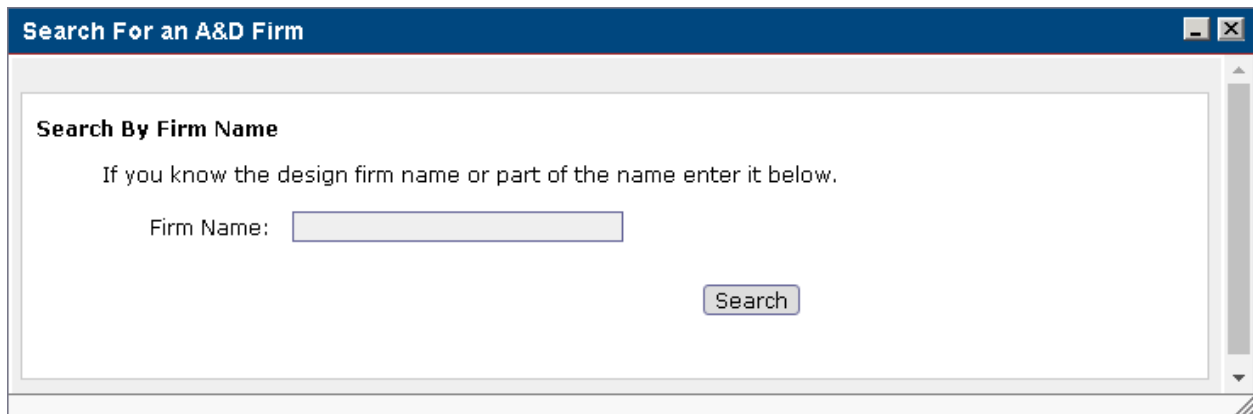 Search For an A&D Firm
Search By Firm Name
If you know the design firm name or part of the name enter it below.
Firm Name:
Search